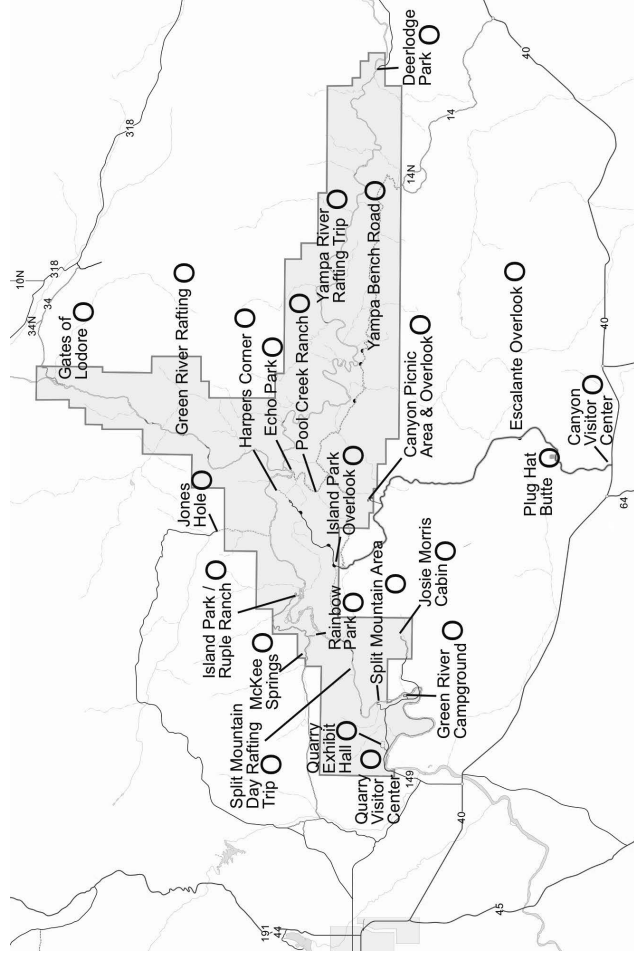 10N
34N
34
318
318
Gates of
Lodore
Green River Rafting
Jones
Hole
Island Park /
Ruple Ranch
Harpers Corner
Echo Park
Pool Creek Ranch
McKee
Springs
Split Mountain
Day Rafting
Trip
Yampa River
Rafting Trip
Yampa Bench Road
Deerlodge
Park
Island Park
Overlook
Rainbow
Park
Quarry
Exhibit
Hall
Quarry
Visitor
Center
Split Mountain Area
Canyon Picnic
Area & Overlook
Josie Morris
Cabin
Green River
Campground
191
44
149
14N
14
40
40
45
Escalante Overlook
Plug Hat
Butte
Canyon
Visitor
Center
40
64